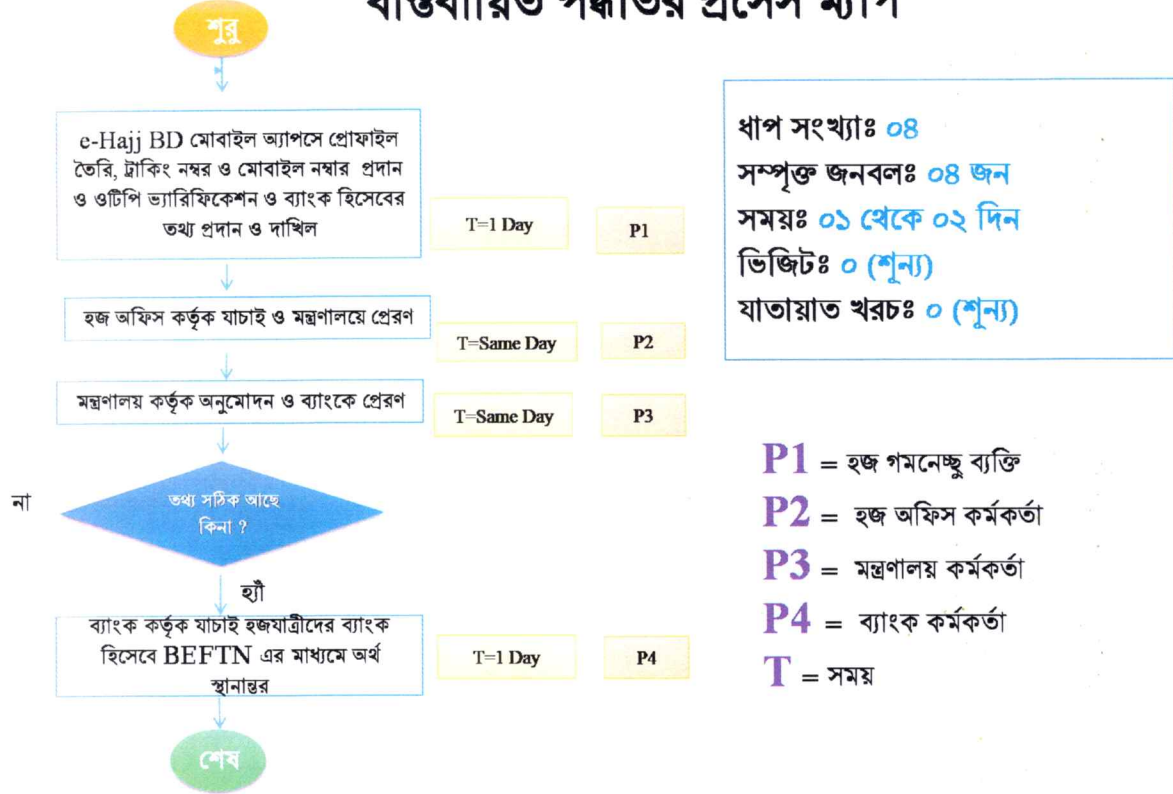 বাস্তবায়িত পদ্ধতির প্রসেস ম্যাপ
শুরু
e-Hajj BD মোবাইল অ্যাপসে প্রোফাইল
তৈরি, ট্রাকিং নম্বর ও মোবাইল নম্বার প্রদান
ও ওটিপি ভ্যারিফিকেশন ও ব্যাংক হিসেবের
তথ্য প্রদান ও দাখিল
T=1 Day
P1
হজ অফিস কর্তৃক যাচাই ও মন্ত্রণালয়ে প্রেরণ
T=Same Day
P2
মন্ত্রণালয় কর্তৃক অনুমোদন ও ব্যাংকে প্রেরণ
T=Same Day
P3
না
তথ্য সঠিক আছে
কিনা ?
হ্যাঁ
ব্যাংক কর্তৃক যাচাই হজযাত্রীদের ব্যাংক
হিসেবে BEFTN এর মাধ্যমে অর্থ
স্থানান্তর
T=1 Day
P4
শেষ
ধাপ সংখ্যাঃ ০৪
সম্পৃক্ত জনবলঃ ০৪ জন
সময়ঃ ০১ থেকে ০২ দিন
ভিজিটঃ ০ (শূন্য)
যাতায়াত খরচঃ ০ (শূন্য)
P1 = হজ গমনেচ্ছু ব্যক্তি
P2 = হজ অফিস কর্মকর্তা
P3 = মন্ত্রণালয় কর্মকর্তা
P4 = ব্যাংক কর্মকর্তা
T = সময়